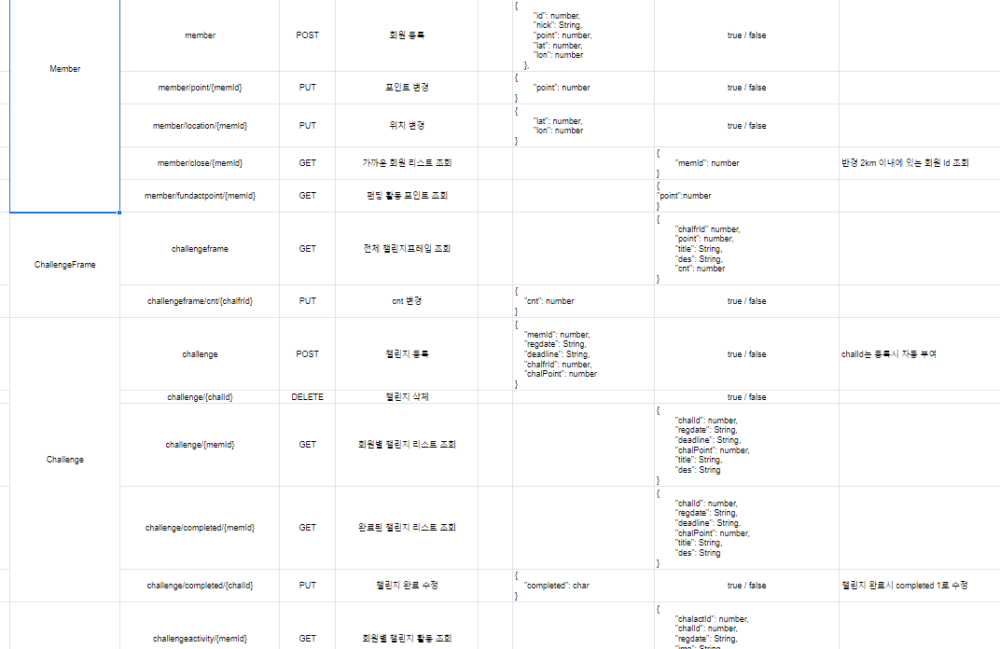 Member
member
POST
회원 등록
{
"id": number,
"nick": String,
"point": number,
"lat": number,
"lon": number
},
true / false
member/point/{memId}
PUT
포인트 변경
{
"point": number
}
true / false
member/location/{memId}
PUT
위치 변경
{
"lat": number,
"lon": number
}
true / false
member/close/{memId}
GET
가까운 회원 리스트 조회
{
"memId": number
}
반경 2km 이내에 있는 회원 Id 조회
member/fundactpoint/{memId}
GET
펀딩 활동 포인트 조회
{
"point":number
}
ChallengeFrame
challengeframe
GET
전체 챌린지프레임 조회
{
"chalfrId" number,
"point": number,
"title": String,
"des": String,
"cnt": number
}
challengeframe/cnt/{chalfrId}
PUT
cnt 변경
{
"cnt": number
}
true / false
Challenge
challenge
POST
챌린지 등록
{
"memId": number,
"regdate": String,
"deadline": String,
"chalfrId": number,
"chalPoint": number
}
true / false
chalId는 등록시 자동 부여
challenge/{chalId}
DELETE
챌린지 삭제
true / false
challenge/{memId}
GET
회원별 챌린지 리스트 조회
{
"chalId": number,
"regdate": String,
"deadline": String,
"chalPoint": number,
"title": String,
"des": String
}
challenge/completed/{memId}
GET
완료된 챌린지 리스트 조회
{
"chalId": number,
"regdate": String,
"deadline": String,
"chalPoint": number,
"title": String,
"des": String
}
challenge/completed/{chalId}
PUT
챌린지 완료 수정
{
"completed": char
}
true / false
챌린지 완료시 completed 1로 수정
challengeactivity/{memId}
GET
회원별 챌린지 활동 조회
{
"chalactId": number,
"chalId": number,
"regdate": String,
"img": String,